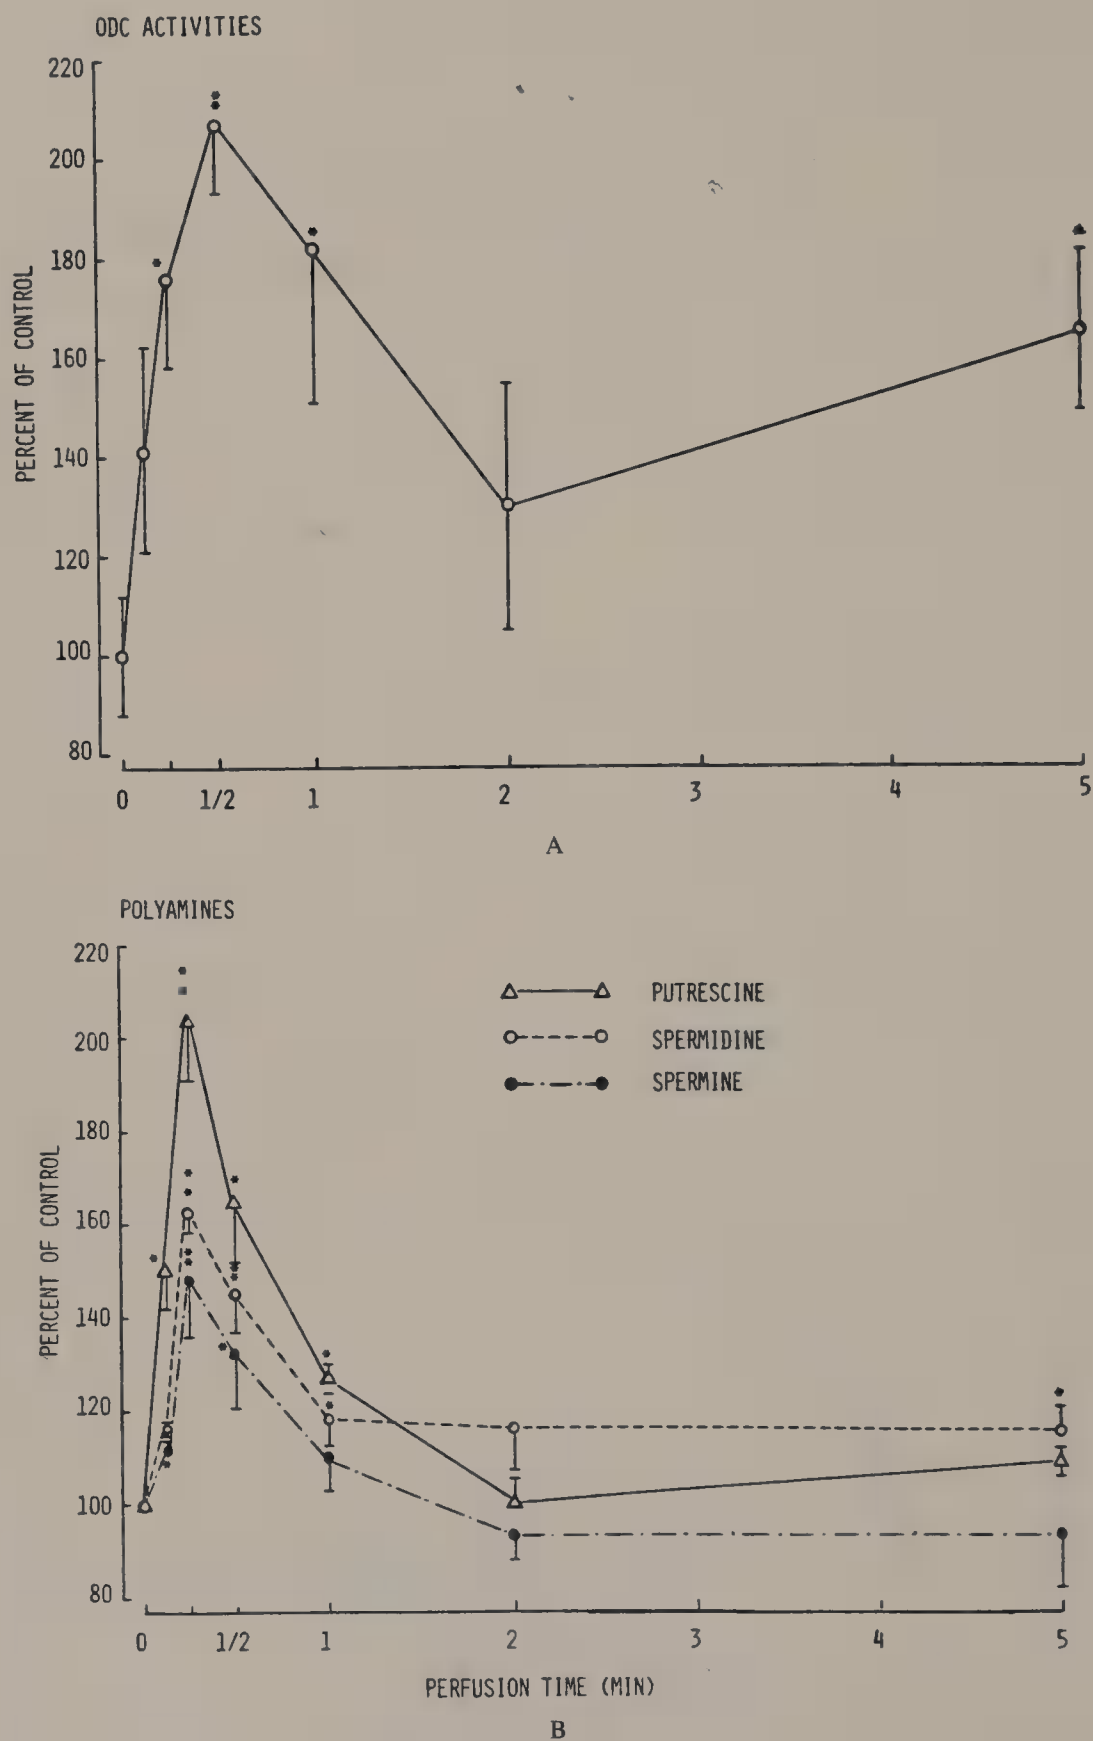 ODC ACTIVITIES
220
200
180
160
140
120
100
80
PERCENT OF CONTROL
0 1/2 1 2 3 4 5
A
POLYAMINES
220
200
180
160
140
120
100
80
PERCENT OF CONTROL
PUTRESCINE
SPERMIDINE
SPERMINE
0 1/2 1 2 3 4 5
PERFUSION TIME (MIN)
B